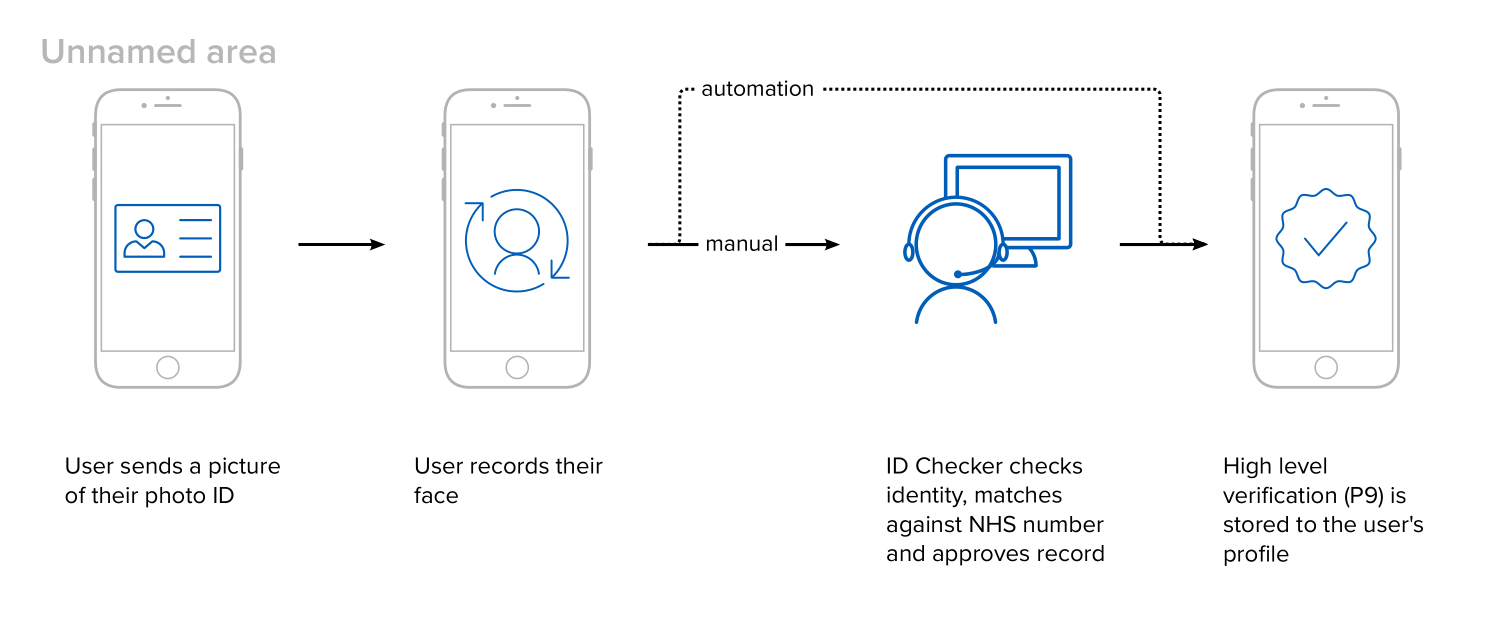 Unnamed area
automation
manual
User sends a picture
of their photo ID
User records their
face
ID Checker checks
identity, matches
against NHS number
and approves record
High level
verification (P9) is
stored to the user's
profile